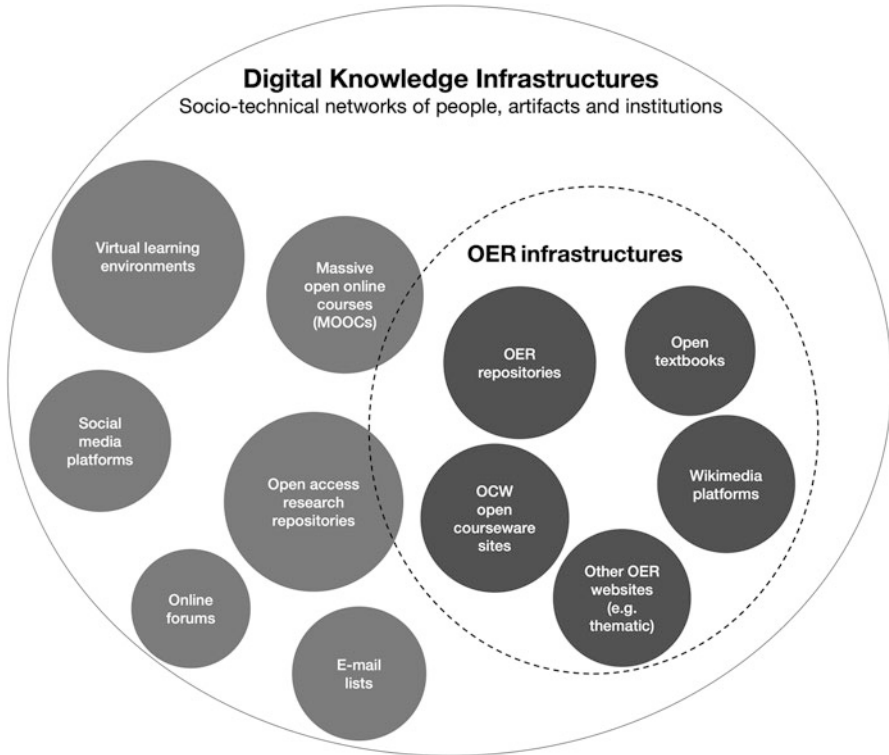 Digital Knowledge Infrastructures
Socio-technical networks of people, artifacts and institutions
Virtual learning
environments
Massive
open online
courses
(MOOCs)
OER infrastructures
OER
repositories
Open
textbooks
Social
media
platforms
Open access
research
repositories
OCW
open
courseware
sites
Wikimedia
platforms
Online
forums
Other OER
websites
(e.g.
thematic)
E-mail
lists